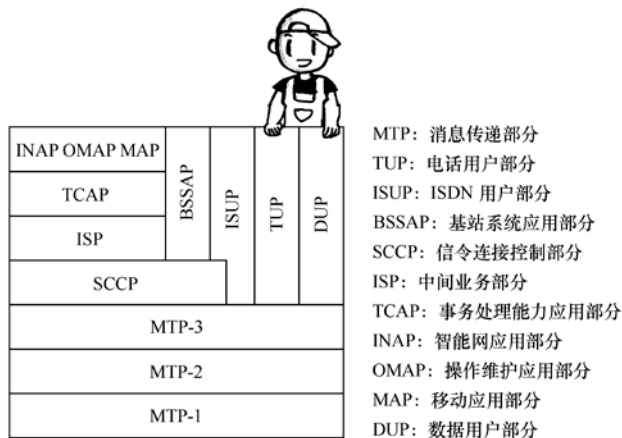 INAP OMAP MAP
TCAP
ISP
SCCP
BSSAP
ISUP
TUP
DUP
MTP-3
MTP-2
MTP-1
MTP：消息传递部分
TUP：电话用户部分
ISUP：ISDN 用户部分
BSSAP：基站系统应用部分
SCCP：信令连接控制部分
ISP：中间业务部分
TCAP：事务处理能力应用部分
INAP：智能网应用部分
OMAP：操作维护应用部分
MAP：移动应用部分
DUP：数据用户部分